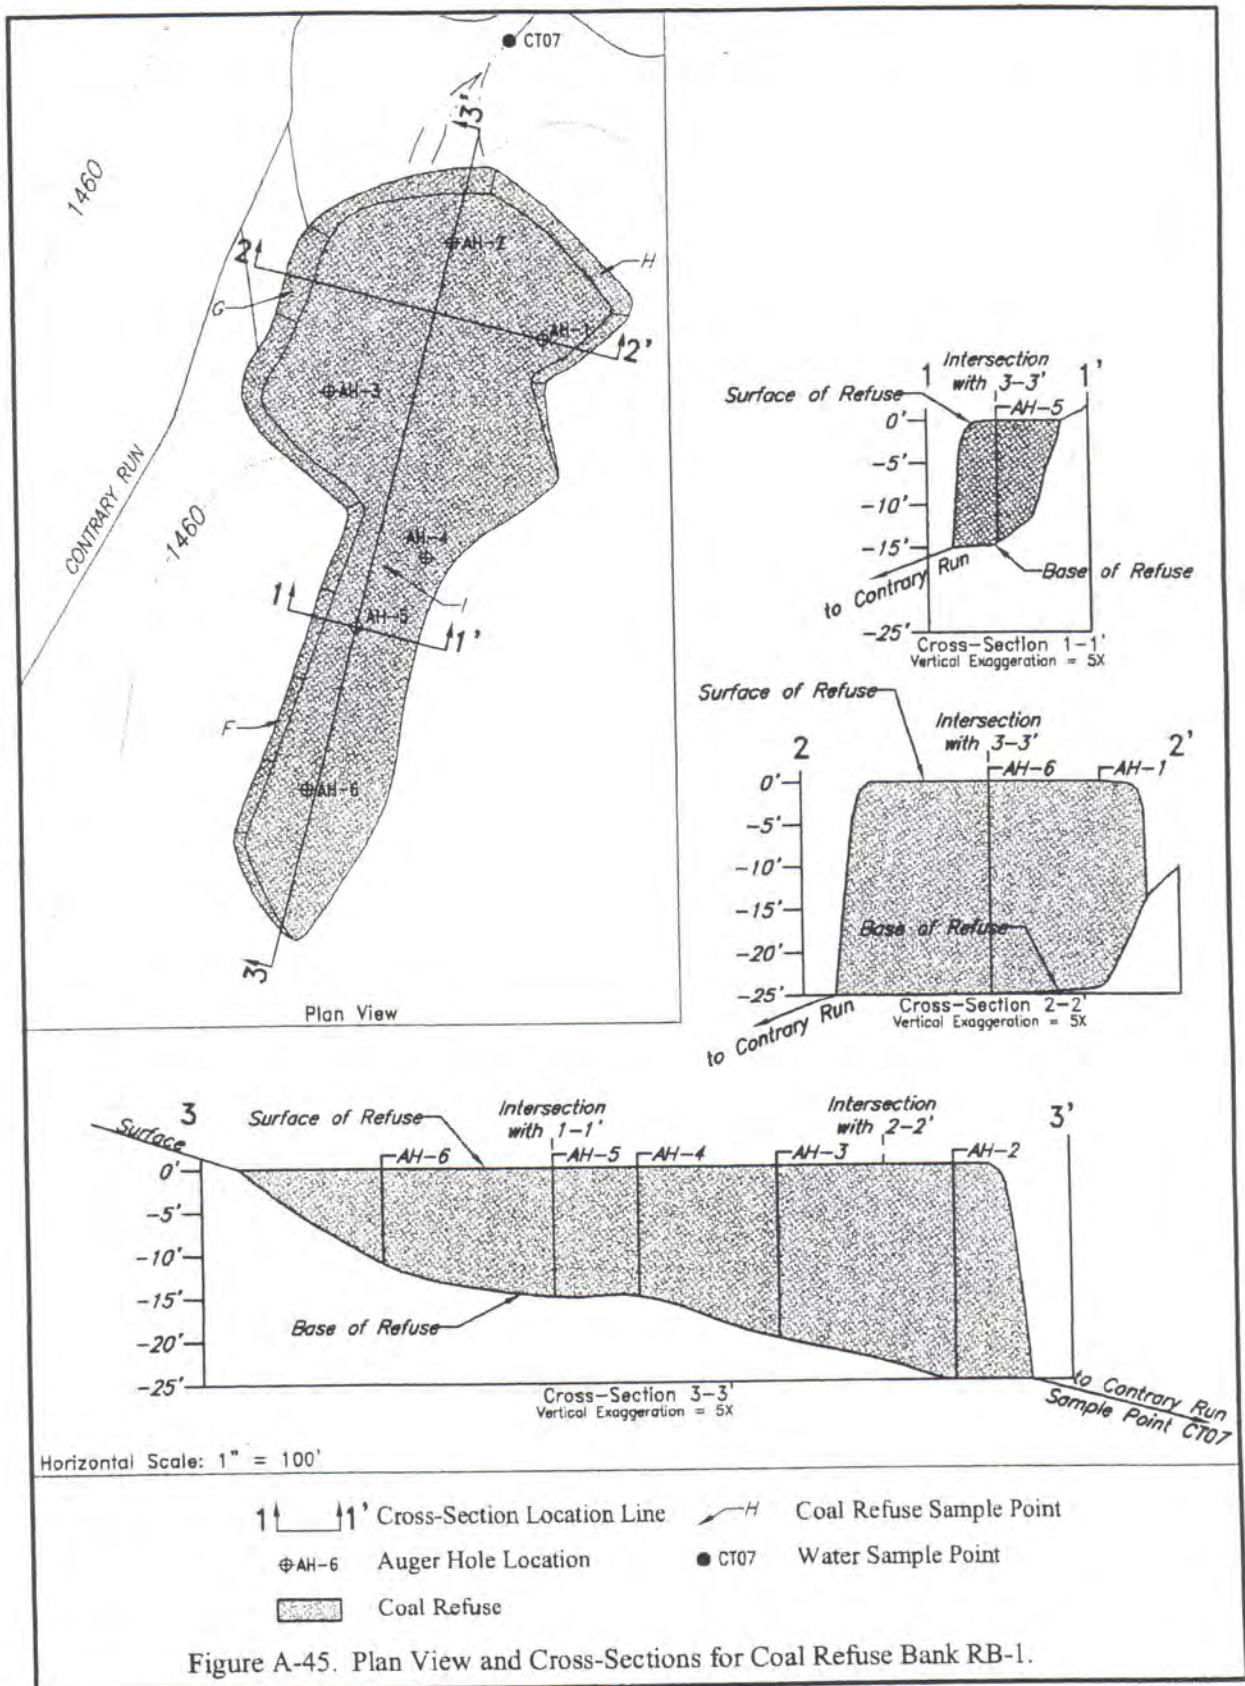 CT07
3'
1460
AH-2
2
H
G
AH-1
2'
AH-3
CONTRARY RUN
1460
AH-4
1
AH-5
I
1'
F
AH-6
3
Plan View
1
Intersection
with 3-3'
1'
Surface of Refuse
AH-5
0'
-5'
-10'
-15'
Base of Refuse
to Contrary Run
-25'
Cross-Section 1-1'
Vertical Exaggeration = 5X
Surface of Refuse
2
Intersection
with 3-3'
2'
AH-6
AH-1
0'
-5'
-10'
-15'
Base of Refuse
-20'
-25'
Cross-Section 2-2'
Vertical Exaggeration = 5X
to Contrary Run
3
Surface
Surface of Refuse
Intersection
with 1-1'
Intersection
with 2-2'
3'
AH-6
AH-5
AH-4
AH-3
AH-2
0'
-5'
-10'
-15'
Base of Refuse
-20'
-25'
Cross-Section 3-3'
Vertical Exaggeration = 5X
to Contrary Run
Sample Point CT07
Horizontal Scale: 1" = 100'
1 1' Cross-Section Location Line
H Coal Refuse Sample Point
AH-6 Auger Hole Location
CT07 Water Sample Point
Coal Refuse
Figure A-45. Plan View and Cross-Sections for Coal Refuse Bank RB-1.